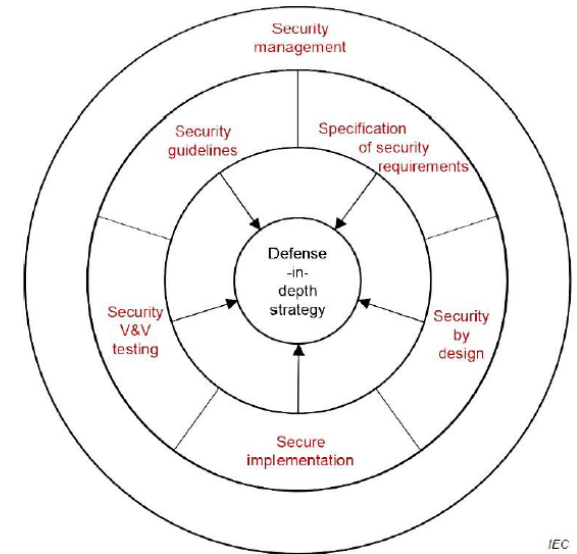 Security
management
Security
guidelines
Specification
of security
requirements
Defense
-in-
depth
strategy
Security
V&V
testing
Security
by
design
Secure
implementation
IEC